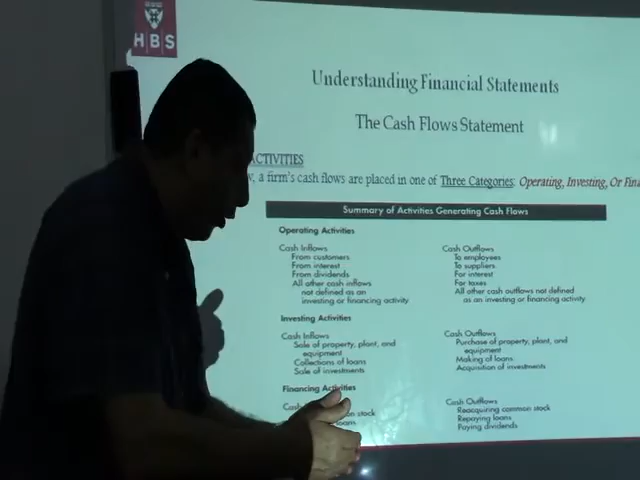 HBS
Understanding Financial Statements
The Cash Flows Statement
ACTIVITIES
, a firm's cash flows are placed in one of Three Categories: Operating, Investing, Or
Summary of Activities Generating Cash Flows
Operating Activities
Cash Inflows
From customers
From interest
From dividends
All other cash inflows
not defined as an
investing or financing activity
Cash Outflows
To employees
To suppliers
For interest
For taxes
All other cash outflows not defined
as an investing or financing activity
Investing Activities
Cash Inflows
Sale of property, plant, and
equipment
Collections of loans
Sale of investments
Cash Outflows
Purchase of property, plant, and
equipment
Making of loans
Acquisition of investments
Financing Activities
stock
loans
Cash Outflows
Reacquiring common stock
Repaying loans
Paying dividends